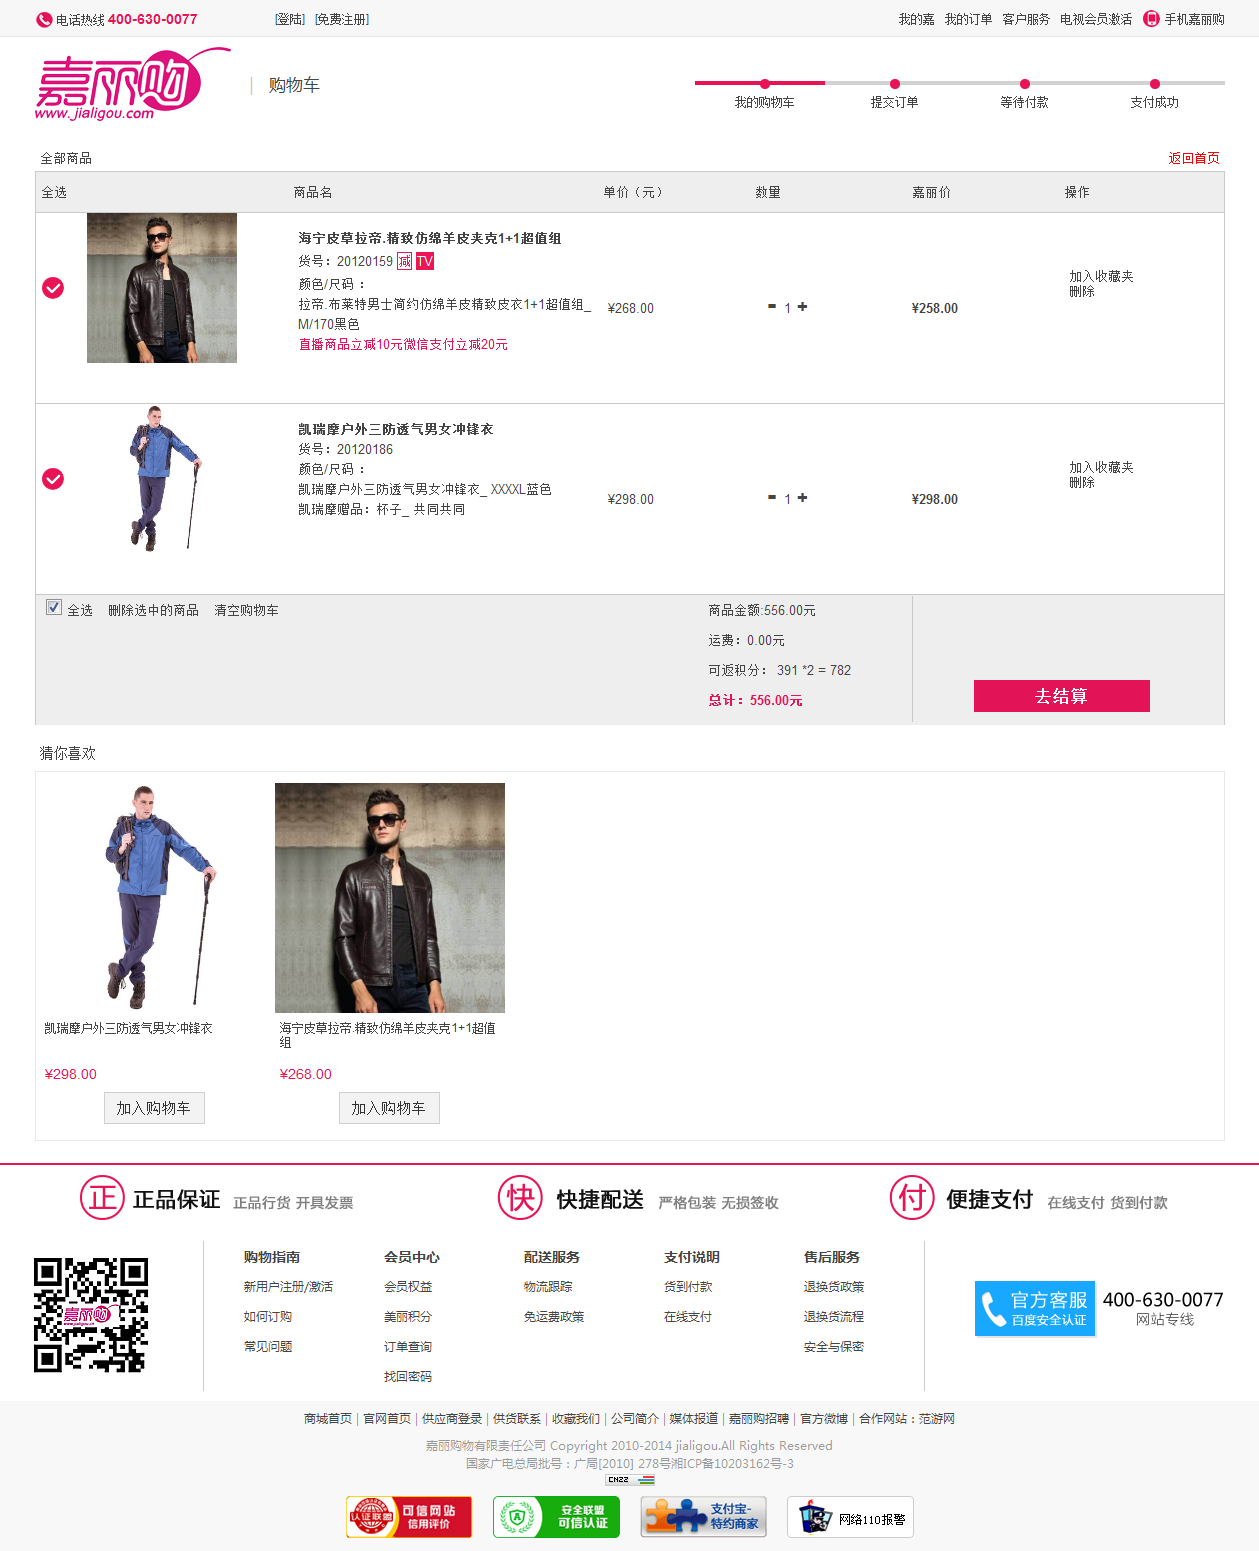 电话热线 400-630-0077 [登陆] [免费注册] 我的嘉 我的订单 客户服务 电视会员激活 手机嘉丽购
嘉丽购
www.jialigou.com
| 购物车
我的购物车 提交订单 等待付款 支付成功
全部商品 返回首页
全选 商品名 单价（元） 数量 嘉丽价 操作
海宁皮草拉帝.精致仿绵羊皮夹克1+1超值组
货号：20120159 减 TV
颜色/尺码 ：
拉帝.布莱特男士简约仿绵羊皮精致皮衣1+1超值组_
M/170黑色
直播商品立减10元微信支付立减20元
¥268.00 - 1 + ¥258.00
加入收藏夹
删除
凯瑞摩户外三防透气男女冲锋衣
货号：20120186
颜色/尺码 ：
凯瑞摩户外三防透气男女冲锋衣_ XXXXL蓝色
凯瑞摩赠品：杯子_ 共同共同
¥298.00 - 1 + ¥298.00
加入收藏夹
删除
全选 删除选中的商品 清空购物车
商品金额:556.00元
运费：0.00元
可返积分： 391 *2 = 782
总计：556.00元
去结算
猜你喜欢
凯瑞摩户外三防透气男女冲锋衣
¥298.00
加入购物车
海宁皮草拉帝.精致仿绵羊皮夹克1+1超值
组
¥268.00
加入购物车
正 正品保证 正品行货 开具发票
快 快捷配送 严格包装 无损签收
付 便捷支付 在线支付 货到付款
嘉丽购
购物指南
新用户注册/激活
如何订购
常见问题
会员中心
会员权益
美丽积分
订单查询
找回密码
配送服务
物流跟踪
免运费政策
支付说明
货到付款
在线支付
售后服务
退换货政策
退换货流程
安全与保密
官方客服
百度安全认证
400-630-0077
网站专线
商城首页 | 官网首页 | 供应商登录 | 供货联系 | 收藏我们 | 公司简介 | 媒体报道 | 嘉丽购招聘 | 官方微博 | 合作网站：范游网
嘉丽购物有限责任公司 Copyright 2010-2014 jialigou.All Rights Reserved
国家广电总局批号：广局[2010] 278号湘ICP备10203162号-3
CNZZ
认证联盟 可信网站
信用评价
安全联盟
可信认证
支付宝-
特约商家
网络110报警